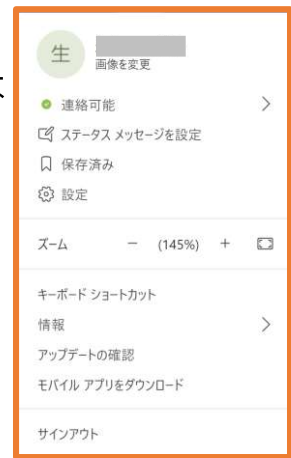 生
画像を変更
連絡可能
ステータス メッセージを設定
保存済み
設定
ズーム － (145%) +
キーボード ショートカット
情報
アップデートの確認
モバイル アプリをダウンロード
サインアウト